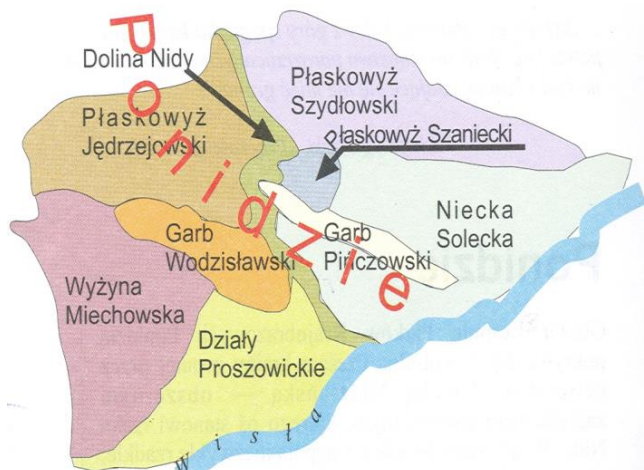 Ponidzie
Dolina Nidy
Płaskowyż
Szydłowski
Płaskowyż
Jędrzejowski
Płaskowyż Szaniecki
Niecka
Solecka
Garb
Wodzisławski
Garb
Pińczowski
Wyżyna
Miechowska
Działy
Proszowickie
Wisła